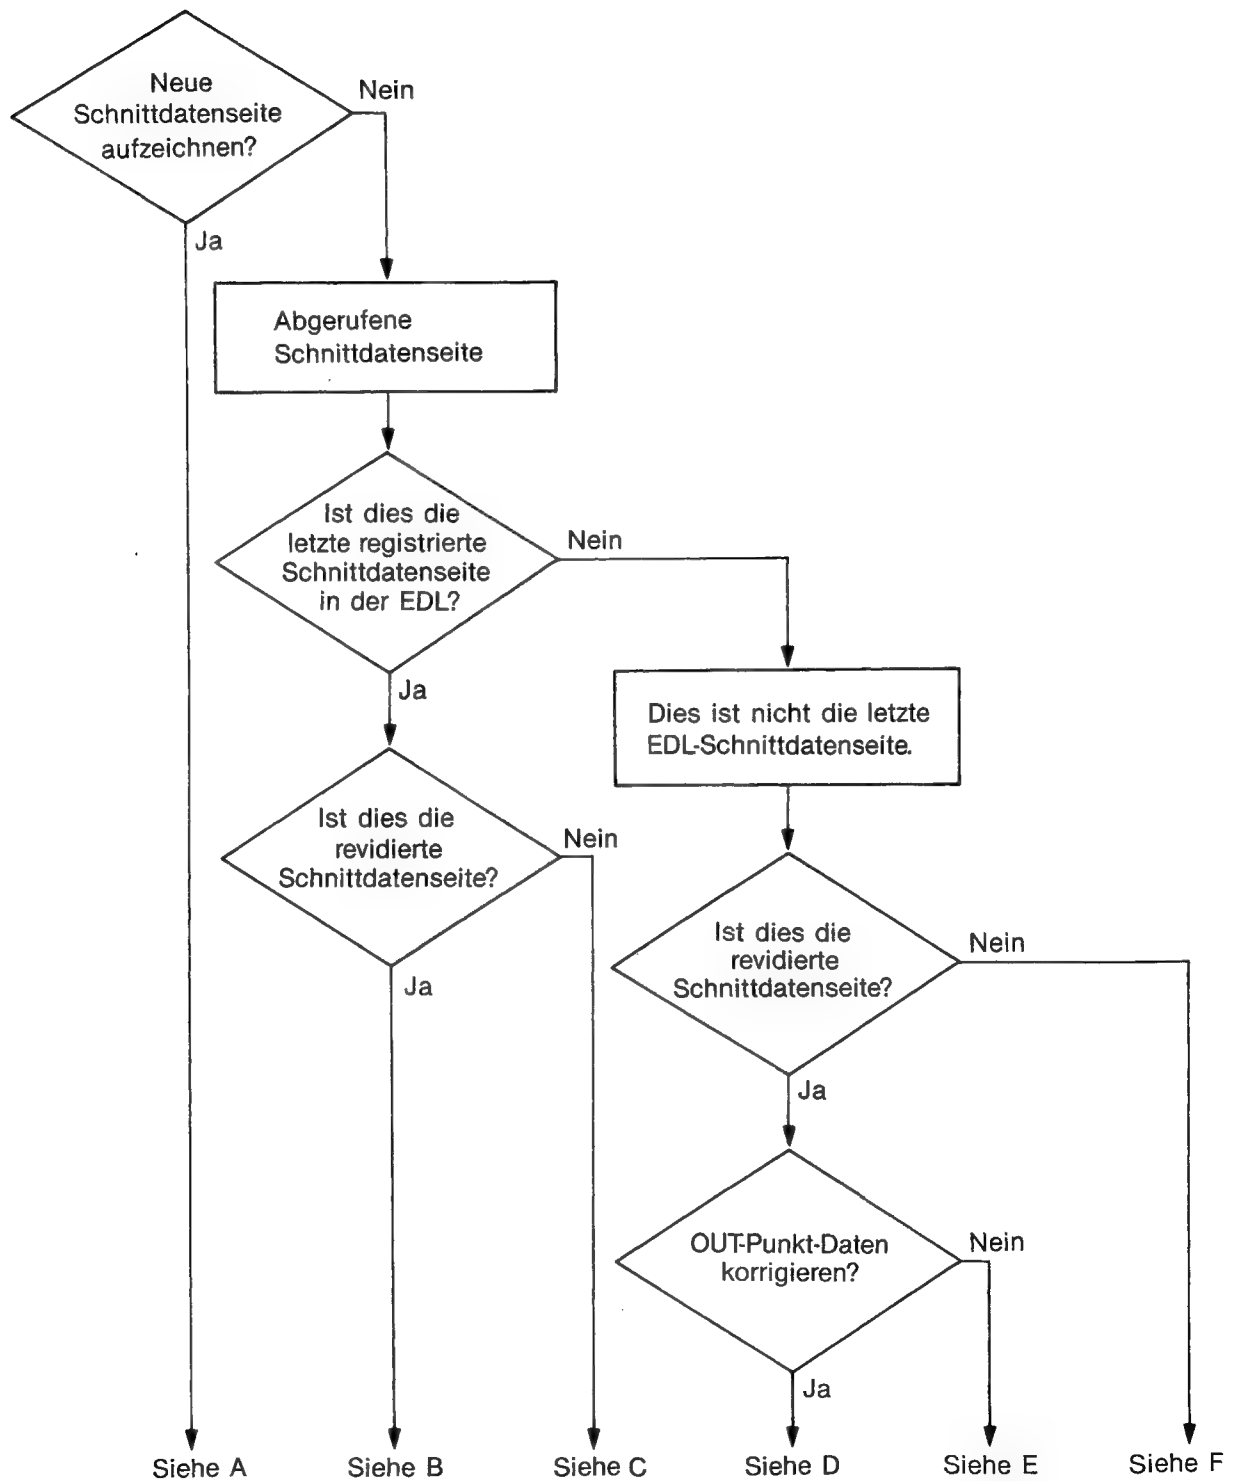 Neue
Schnittdatenseite
aufzeichnen?
Nein
Ja
Abgerufene
Schnittdatenseite
Ist dies die
letzte registrierte
Schnittdatenseite
in der EDL?
Nein
Ja
Dies ist nicht die letzte
EDL-Schnittdatenseite.
Ist dies die
revidierte
Schnittdatenseite?
Nein
Ja
Ist dies die
revidierte
Schnittdatenseite?
Nein
Ja
OUT-Punkt-Daten
korrigieren?
Nein
Ja
Siehe A
Siehe B
Siehe C
Siehe D
Siehe E
Siehe F